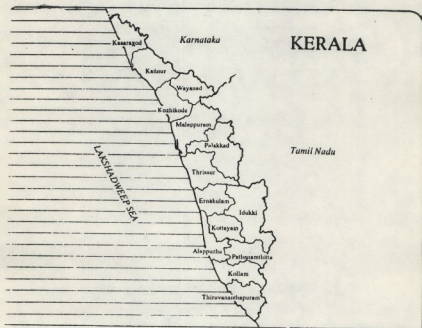 KERALA
Karnataka
Tamil Nadu
LAKSHADWEEP SEA
Kasaragod
Kannur
Wayanad
Kozhikode
Malappuram
Palakkad
Thrissur
Ernakulam
Idukki
Kottayam
Alappuzha
Pathanamthitta
Kollam
Thiruvananthapuram